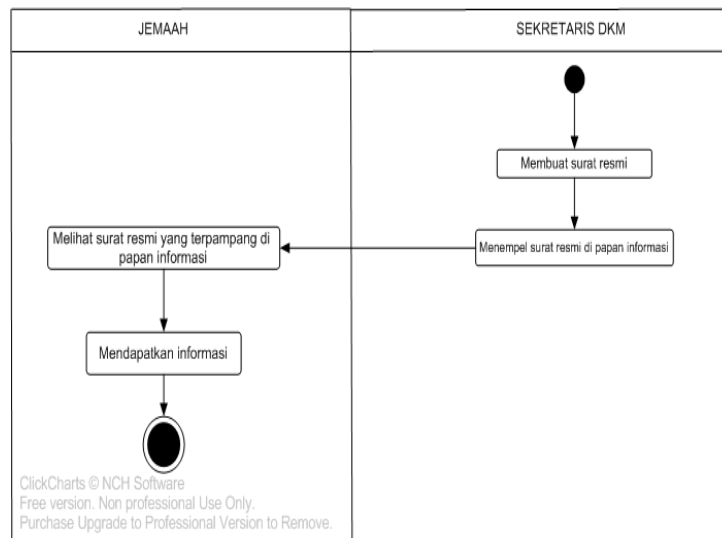 JEMAAH
SEKRETARIS DKM
Membuat surat resmi
Menempel surat resmi di papan informasi
Melihat surat resmi yang terpampang di
papan informasi
Mendapatkan informasi
ClickCharts © NCH Software
Free version. Non professional Use Only.
Purchase Upgrade to Professional Version to Remove.